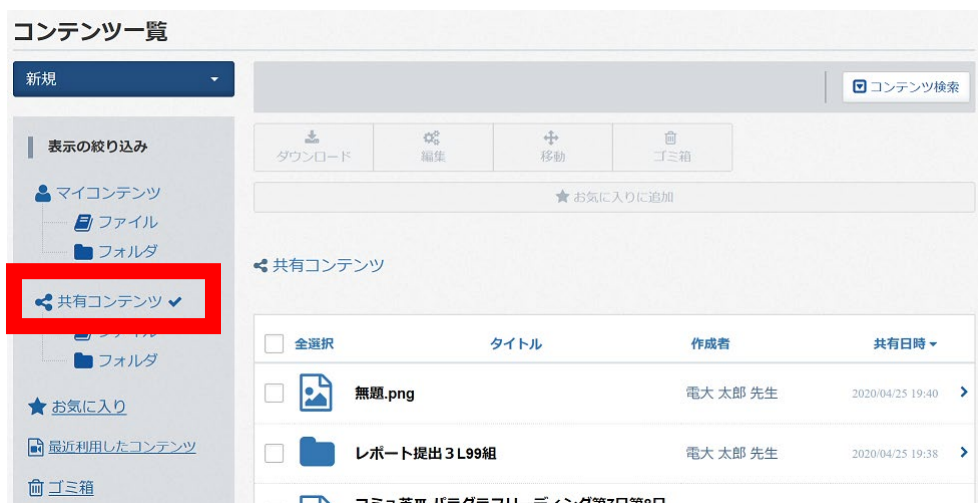 コンテンツ一覧
新規
コンテンツ検索
表示の絞り込み
ダウンロード
編集
移動
ゴミ箱
マイコンテンツ
お気に入りに追加
ファイル
フォルダ
共有コンテンツ
共有コンテンツ
ファイル
フォルダ
全選択 タイトル 作成者 共有日時
無題.png 電大 太郎 先生 2020/04/25 19:40
お気に入り
最近利用したコンテンツ
レポート提出３L99組 電大 太郎 先生 2020/04/25 19:38
ゴミ箱